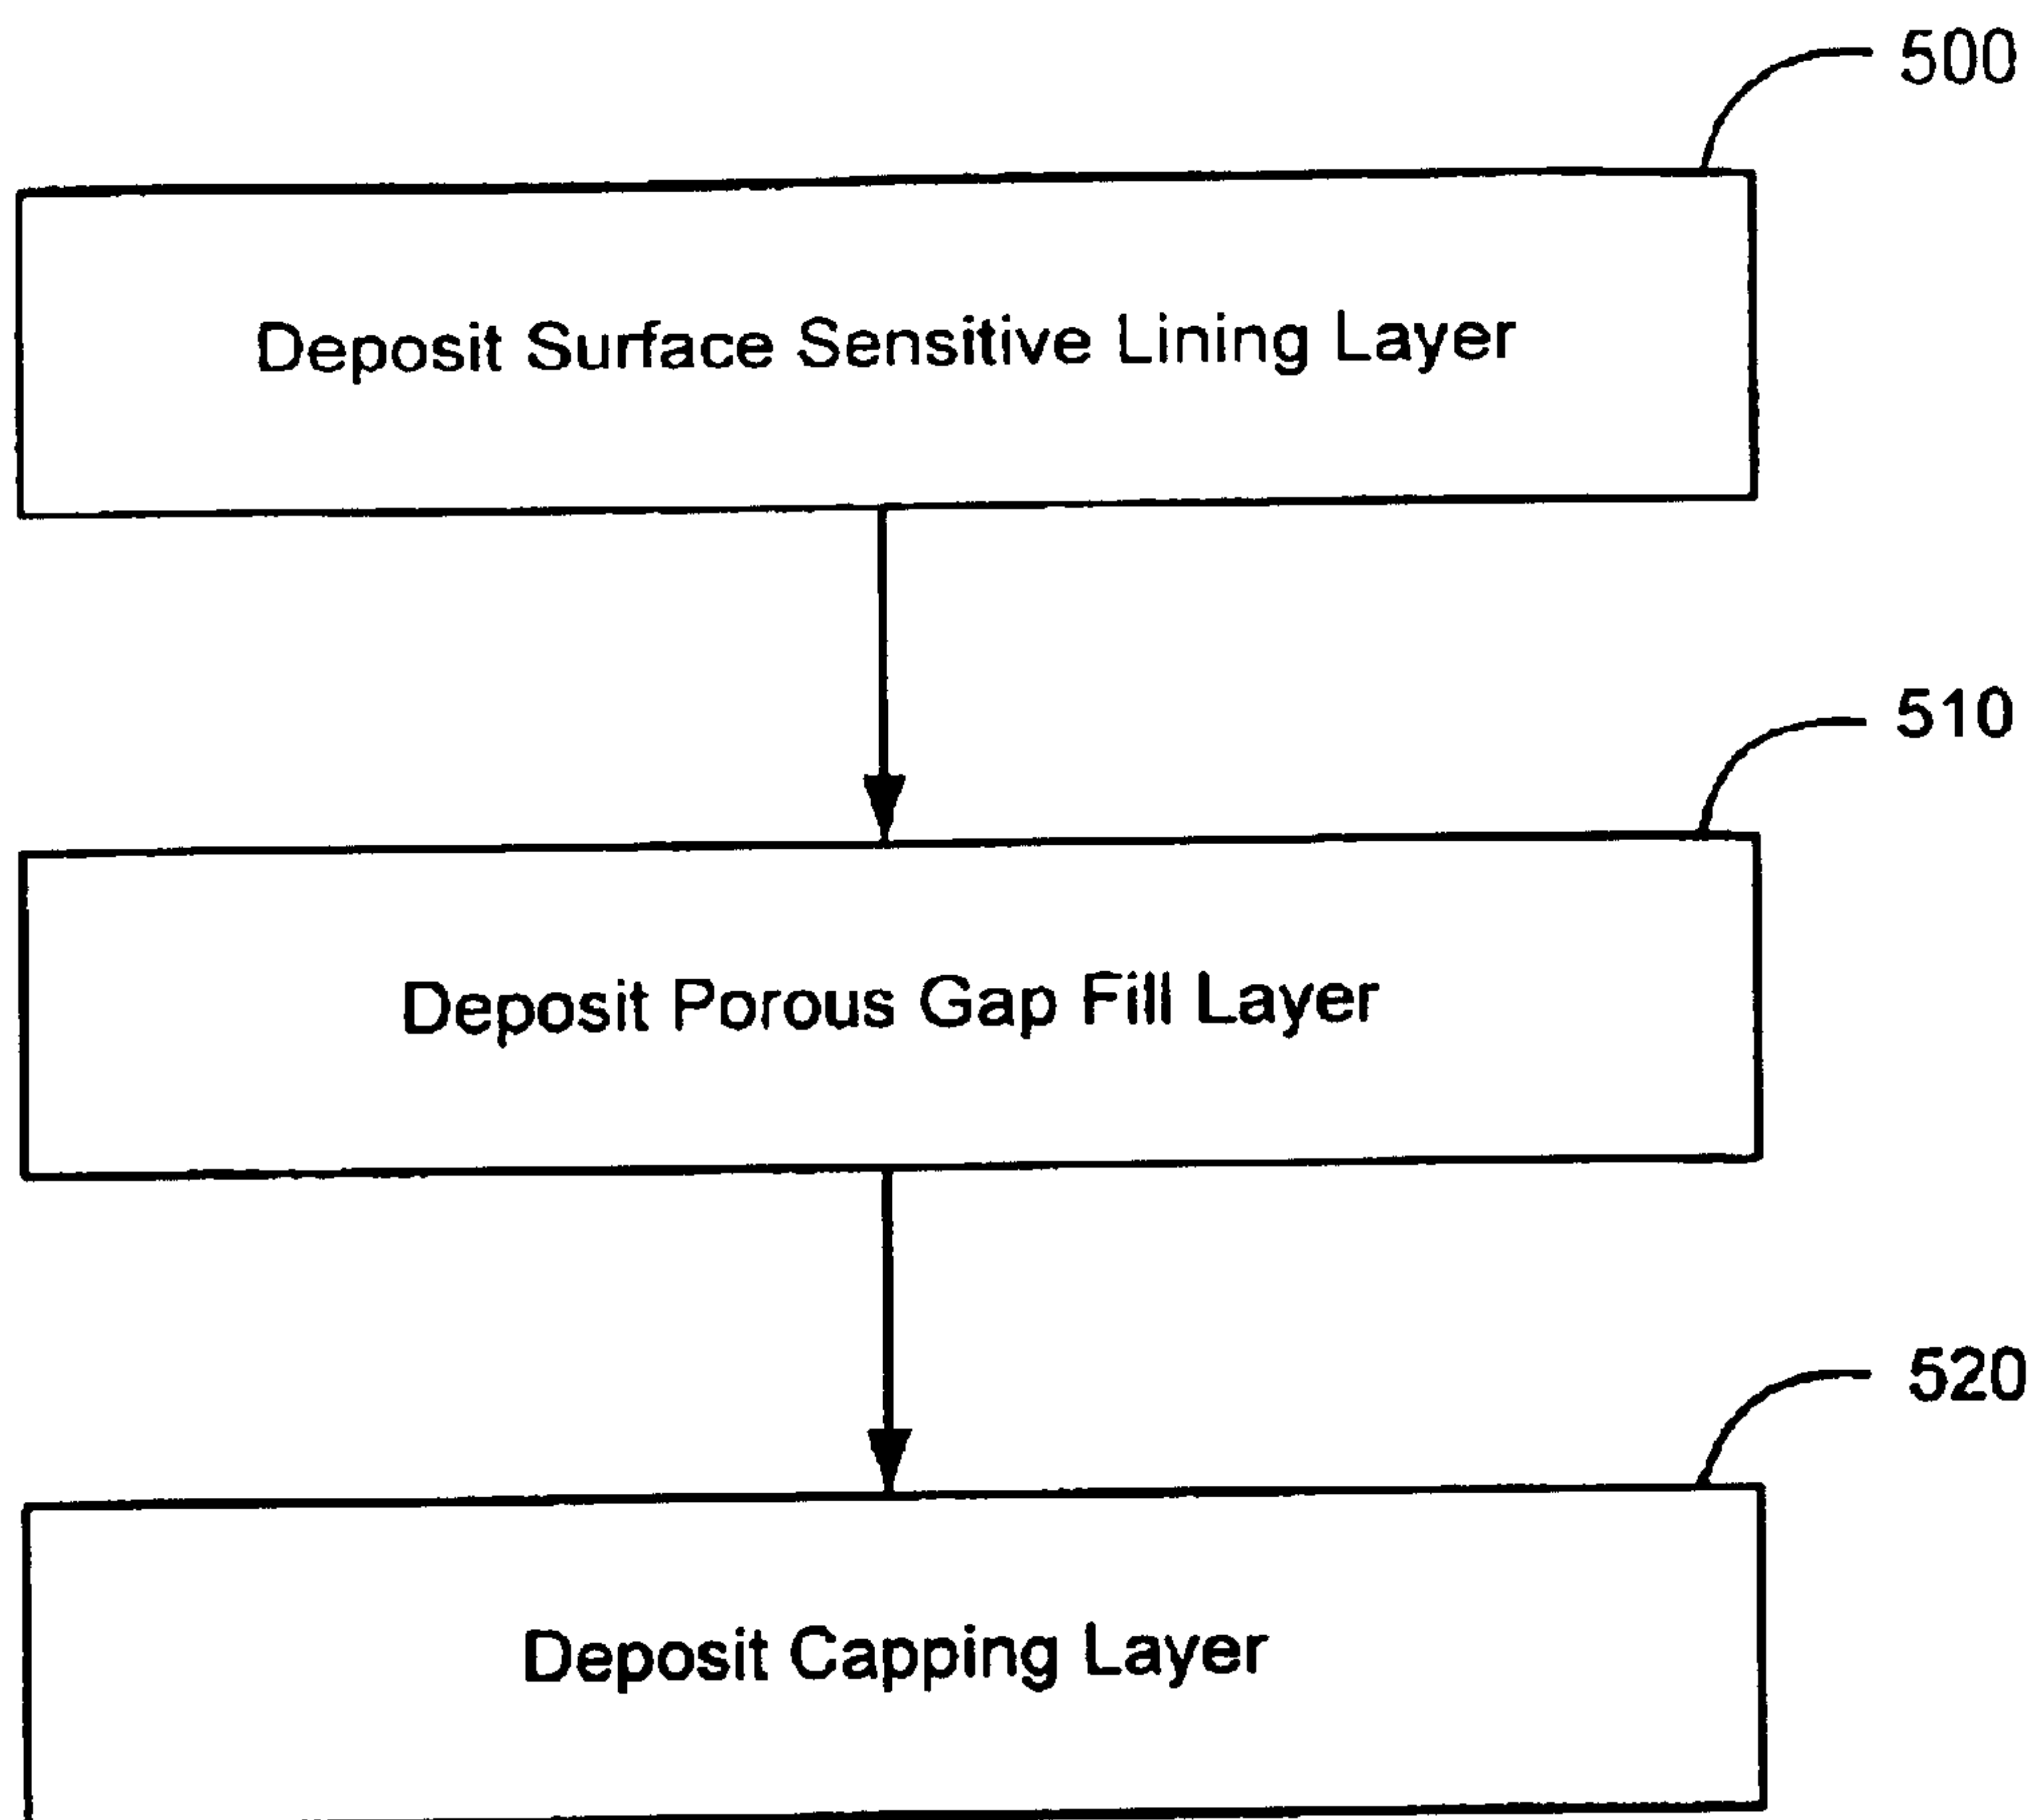 500
Deposit Surface Sensitive Lining Layer
510
Deposit Porous Gap Fill Layer
520
Deposit Capping Layer